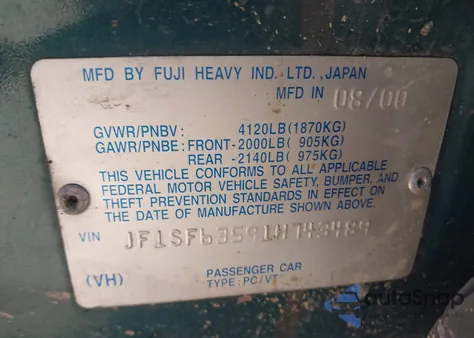 MFD BY FUJI HEAVY IND. LTD.,JAPAN
MFD IN 08/00
GVWR/PNBV: 4120LB(1870KG)
GAWR/PNBE: FRONT-2000LB( 905KG)
REAR -2140LB( 975KG)
THIS VEHICLE CONFORMS TO ALL APPLICABLE
FEDERAL MOTOR VEHICLE SAFETY, BUMPER, AND
THEFT PREVENTION STANDARDS IN EFFECT ON
THE DATE OF MANUFACTURE SHOWN ABOVE.
VIN
(VH) PASSENGER CAR
TYPE: PC/VT
autoSnap